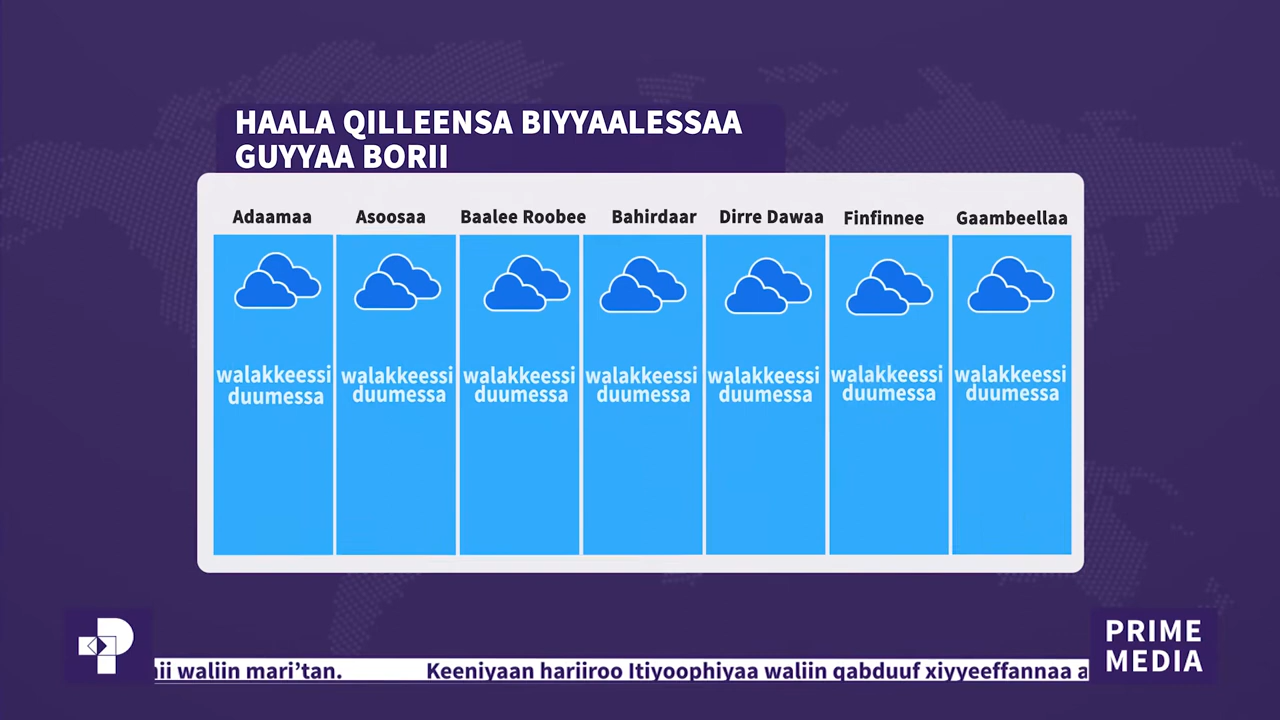 HAALA QILLEENSA BIYYAALESSAA
GUYYAA BORII
Adaamaa Asoosaa Baalee Roobee Bahirdaar Dirre Dawaa Finfinnee Gaambeellaa
walakkeessi walakkeessi walakkeessi walakkeessi walakkeessi walakkeessi walakkeessi
duumessa duumessa duumessa duumessa duumessa duumessa duumessa
waliin mari’tan. Keeniyaan hariiroo Itiyoophiyaa waliin qabduuf xiyyeeffannaa
PRIME
MEDIA